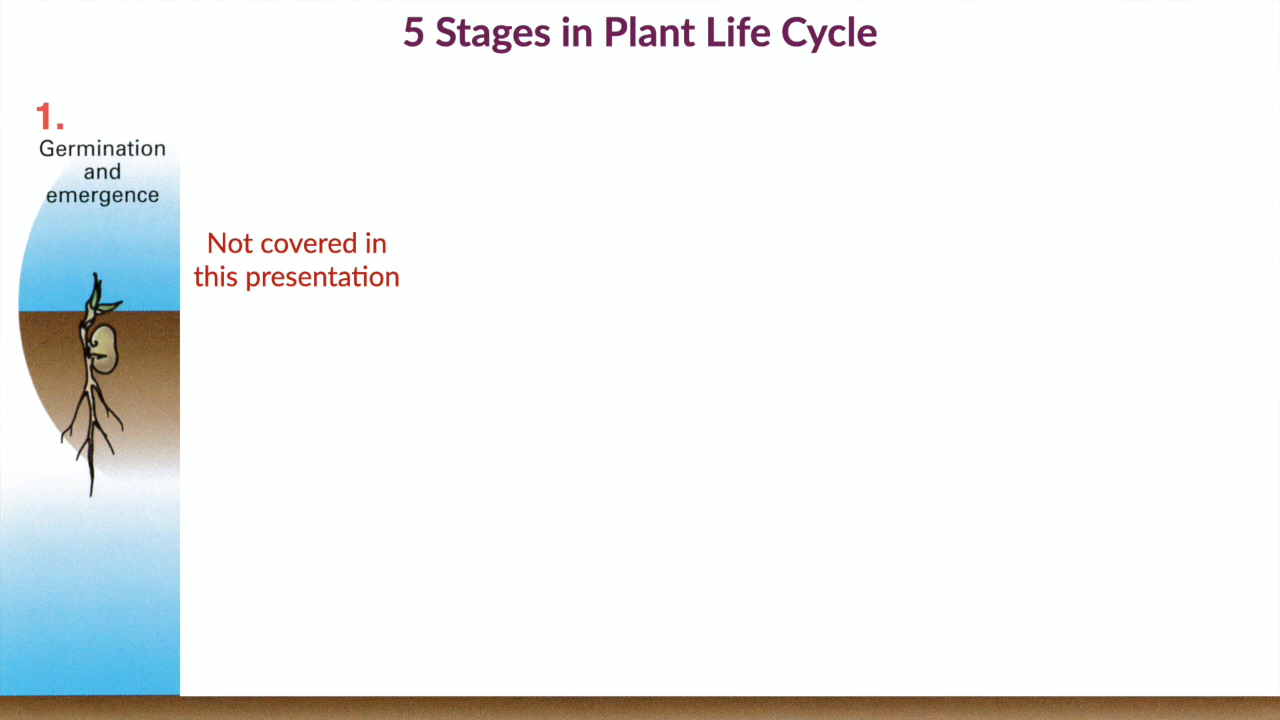 5 Stages in Plant Life Cycle
1.
Germination
and
emergence
Not covered in
this presentation